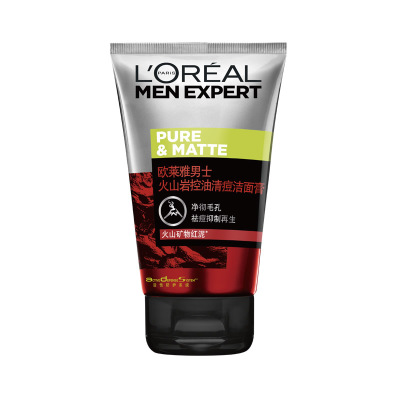 L'ORÉAL
PARIS
MEN EXPERT
PURE
& MATTE
欧莱雅男士
火山岩控油清痘洁面膏
净彻毛孔
祛痘抑制再生
火山矿物红泥*